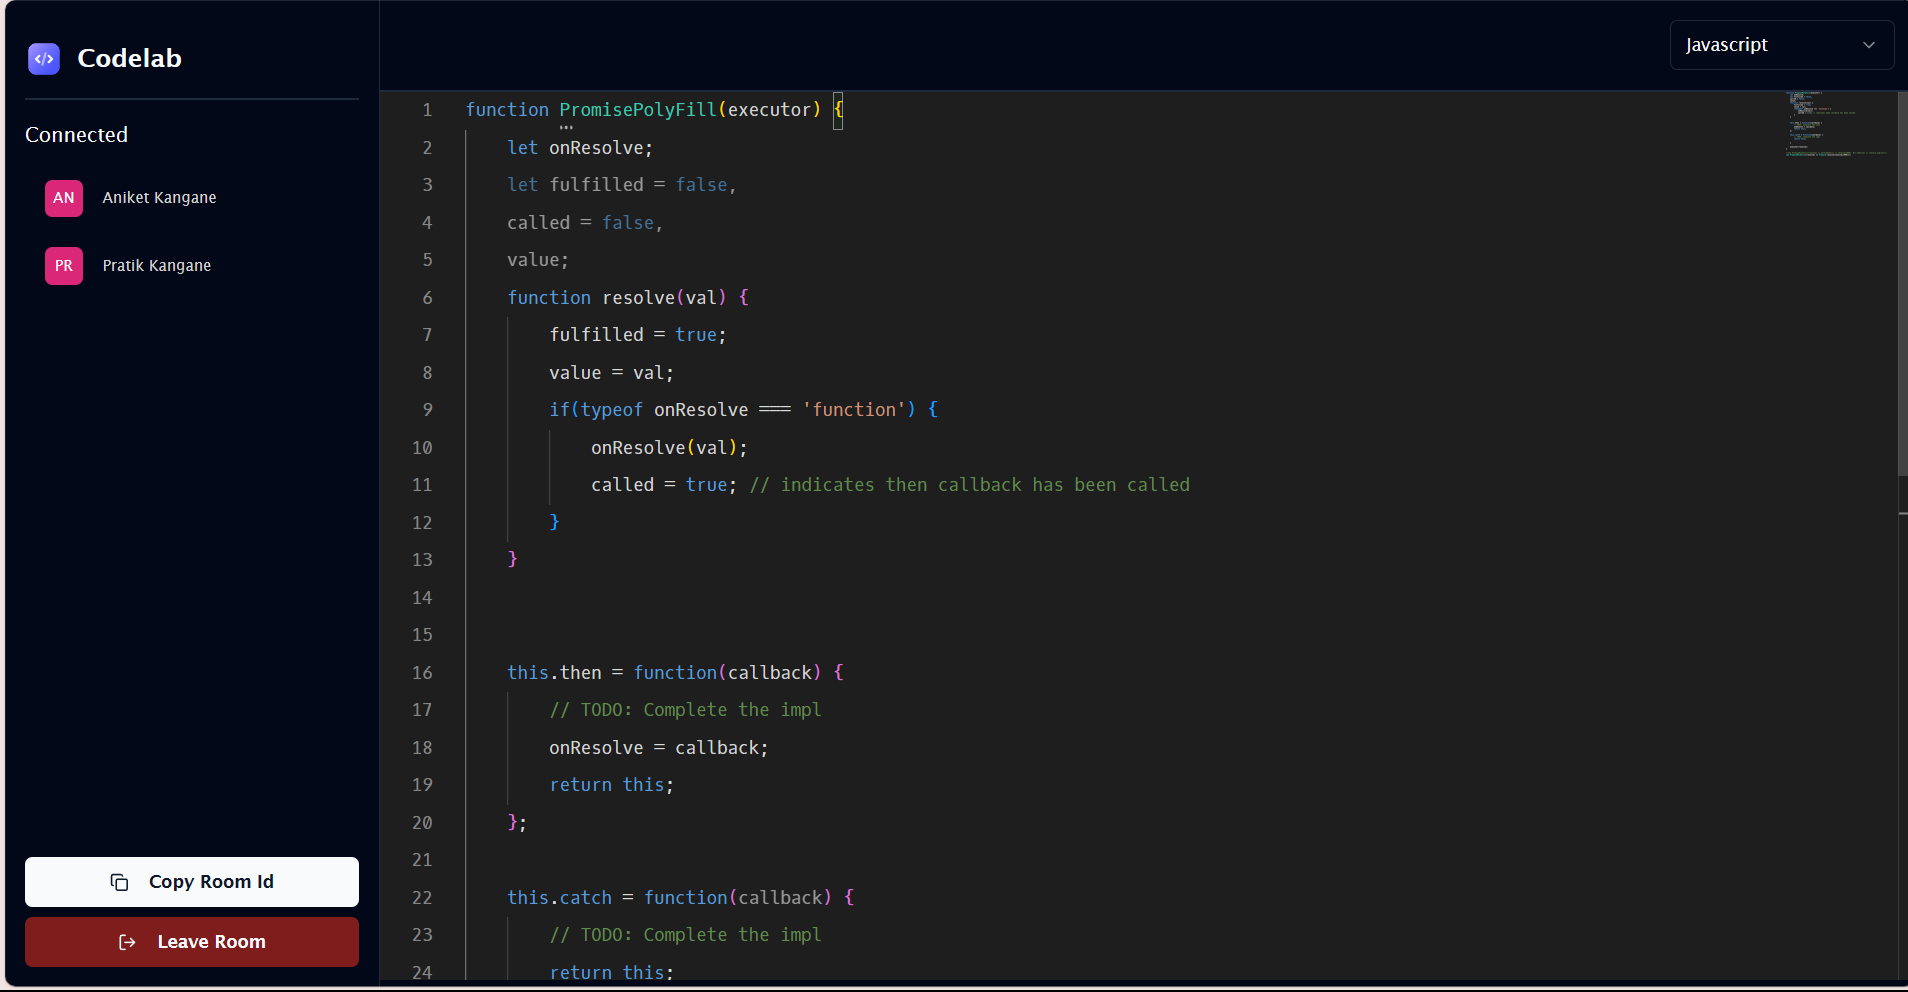 Codelab
Javascript
Connected
AN Aniket Kangane
PR Pratik Kangane
Copy Room Id
Leave Room
1 function PromisePolyFill(executor) {
2 let onResolve;
3 let fulfilled = false,
4 called = false,
5 value;
6 function resolve(val) {
7 fulfilled = true;
8 value = val;
9 if(typeof onResolve === 'function') {
10 onResolve(val);
11 called = true; // indicates then callback has been called
12 }
13 }
14
15
16 this.then = function(callback) {
17 // TODO: Complete the impl
18 onResolve = callback;
19 return this;
20 };
21
22 this.catch = function(callback) {
23 // TODO: Complete the impl
24 return this;